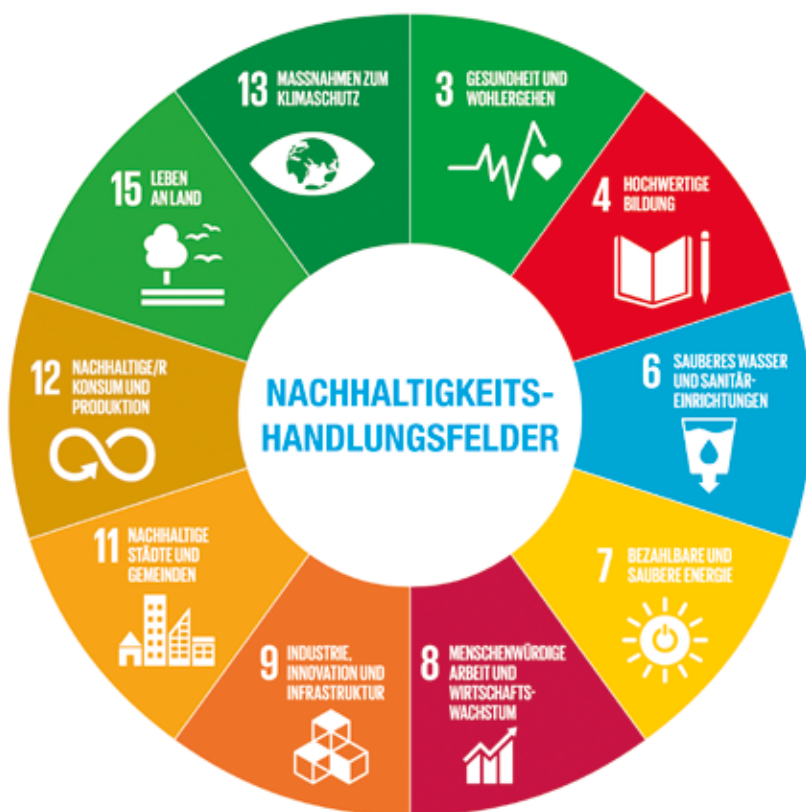 13 MASSNAHMEN ZUM
KLIMASCHUTZ
3 GESUNDHEIT UND
WOHLERGEHEN
4 HOCHWERTIGE
BILDUNG
6 SAUBERES WASSER
UND SANITÄR-
EINRICHTUNGEN
7 BEZAHLBARE UND
SAUBERE ENERGIE
8 MENSCHENWÜRDIGE
ARBEIT UND
WIRTSCHAFTS-
WACHSTUM
9 INDUSTRIE,
INNOVATION UND
INFRASTRUKTUR
11 NACHHALTIGE
STÄDTE UND
GEMEINDEN
12 NACHHALTIGE/R
KONSUM UND
PRODUKTION
15 LEBEN
AN LAND
NACHHALTIGKEITS-
HANDLUNGSFELDER